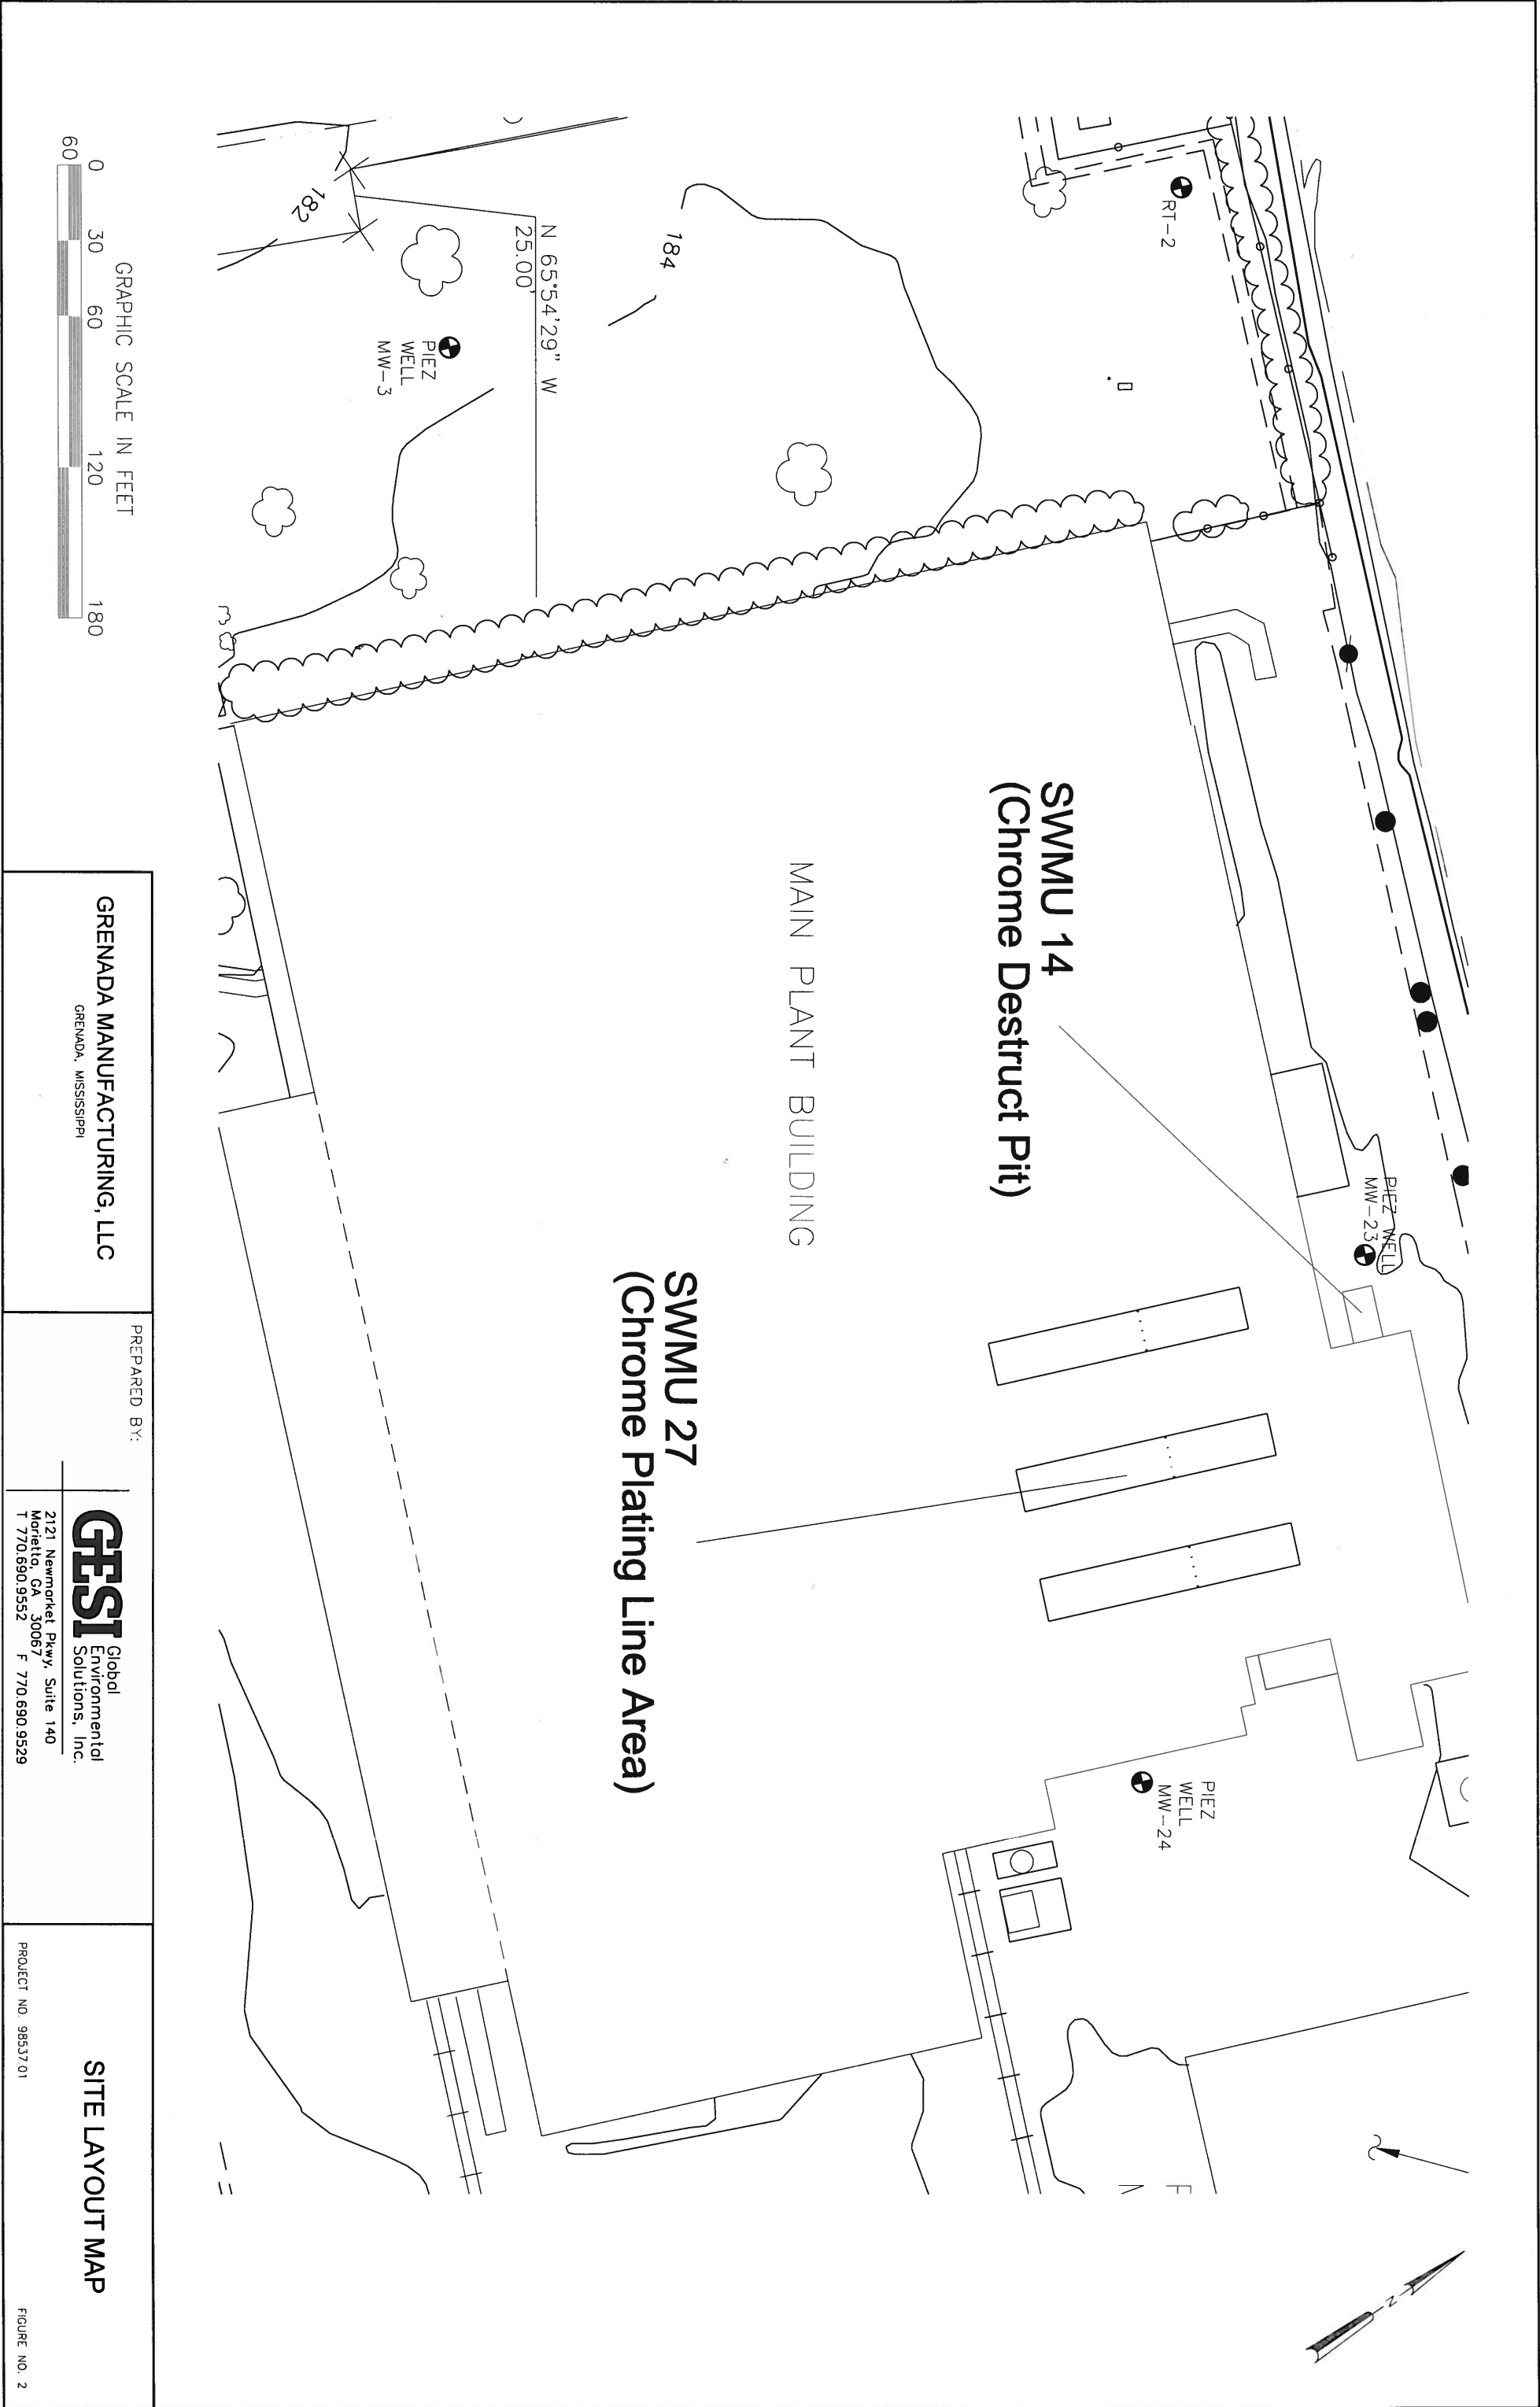 RT-2
184
N 65°54'29" W
25.00'
182
PIEZ
WELL
MW-3
PIEZ WELL
MW-23
SWMU 14
(Chrome Destruct Pit)
MAIN PLANT BUILDING
SWMU 27
(Chrome Plating Line Area)
PIEZ
WELL
MW-24
F
N
GRAPHIC SCALE IN FEET
0 30 60 120 180
60
GRENADA MANUFACTURING, LLC
GRENADA, MISSISSIPPI
PREPARED BY:
GESI
Global
Environmental
Solutions, Inc.
2121 Newmarket Pkwy, Suite 140
Marietta, GA 30067
T 770.690.9552 F 770.690.9529
SITE LAYOUT MAP
PROJECT NO. 98537.01
FIGURE NO. 2